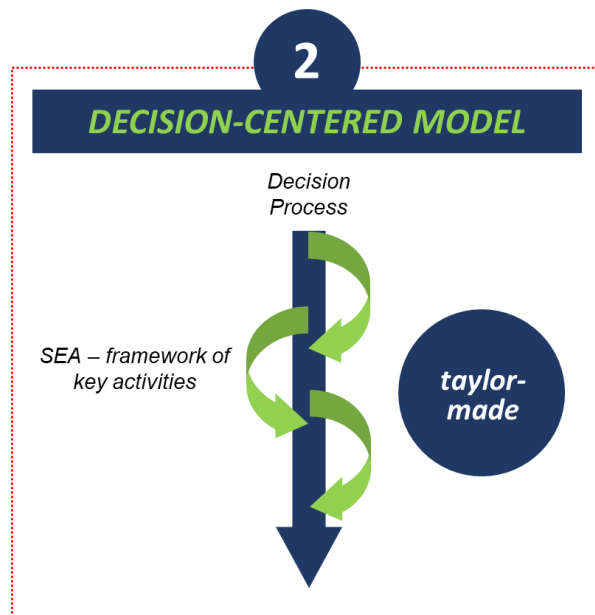 2
DECISION-CENTERED MODEL
Decision
Process
SEA – framework of
key activities
taylor-
made